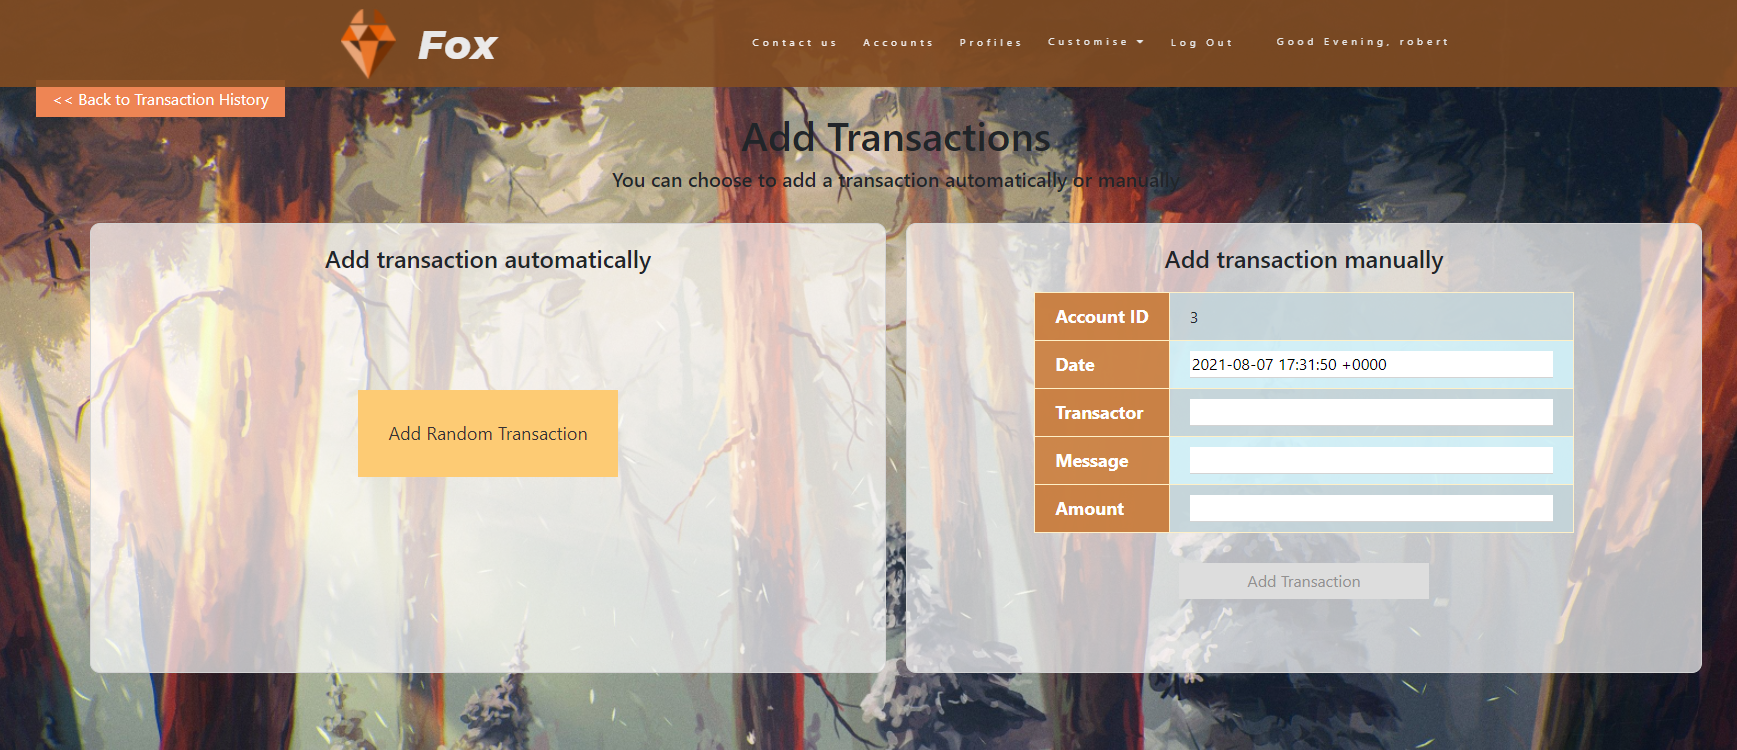 Fox
Contact us
Accounts
Profiles
Customise
Log Out
Good Evening, robert
<< Back to Transaction History
Add Transactions
You can choose to add a transaction automatically or manually
Add transaction automatically
Add Random Transaction
Add transaction manually
Account ID 3
Date 2021-08-07 17:31:50 +0000
Transactor
Message
Amount
Add Transaction